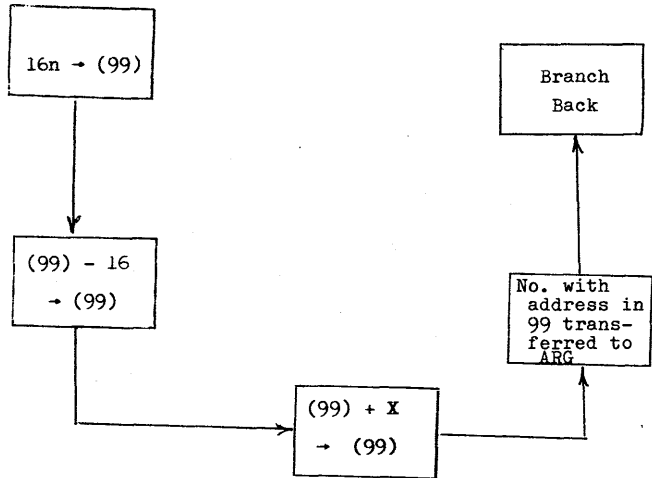 16n → (99)
(99) - 16
→ (99)
(99) + X
→ (99)
No. with
address in
99 trans-
ferred to
ARG
Branch
Back